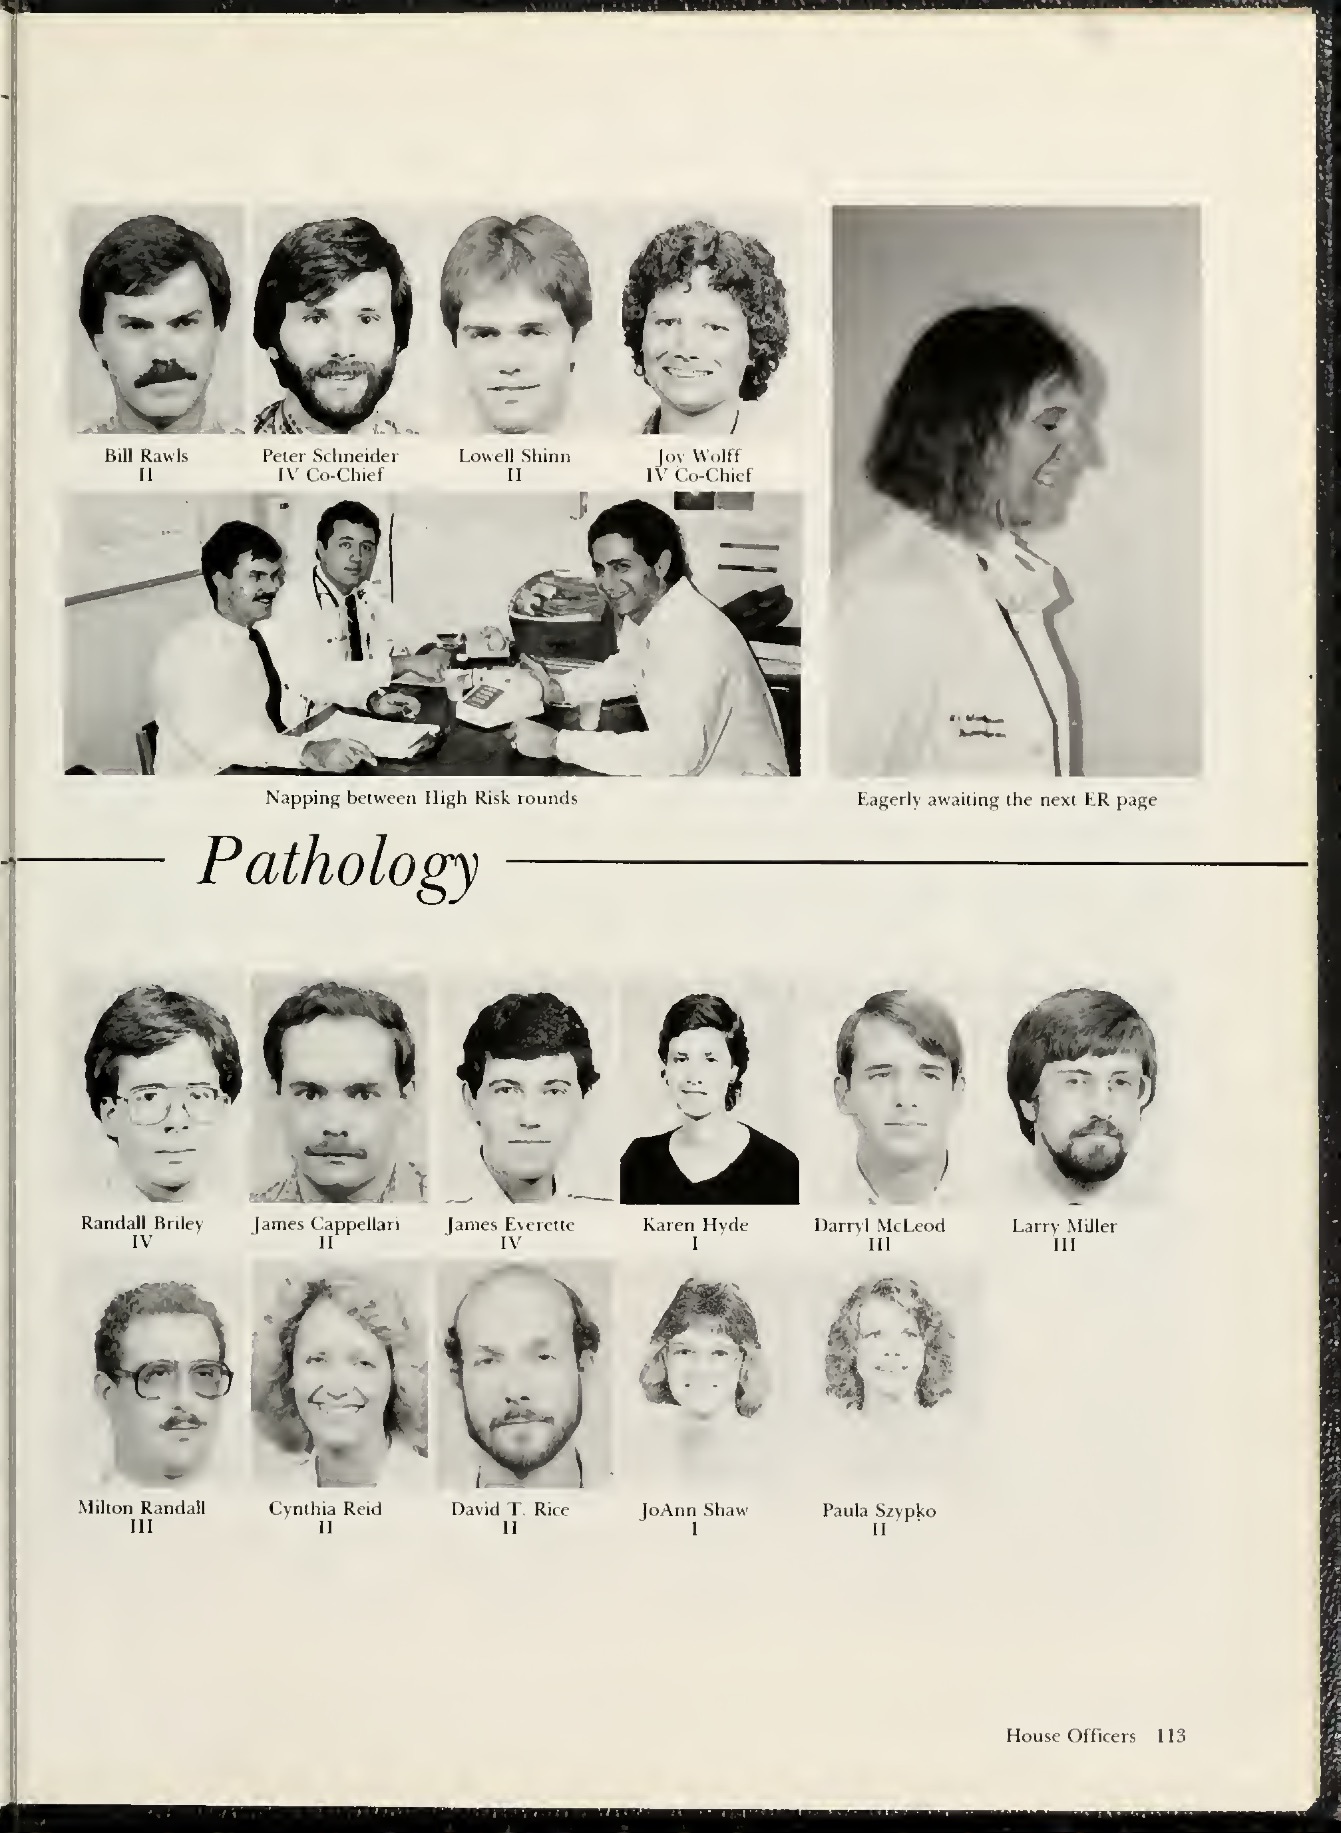 Bill Rawls
II
Peter Schneider
IV Co-Chief
Lowell Shinn
II
Joy Wolff
IV Co-Chief
Napping between High Risk rounds
Eagerly awaiting the next ER page
Pathology
Randall Briley
IV
James Cappellari
II
James Everette
IV
Karen Hyde
I
Darryl McLeod
III
Larry Miller
III
Milton Randall
III
Cynthia Reid
II
David T. Rice
II
JoAnn Shaw
I
Paula Szypko
II
House Officers 113